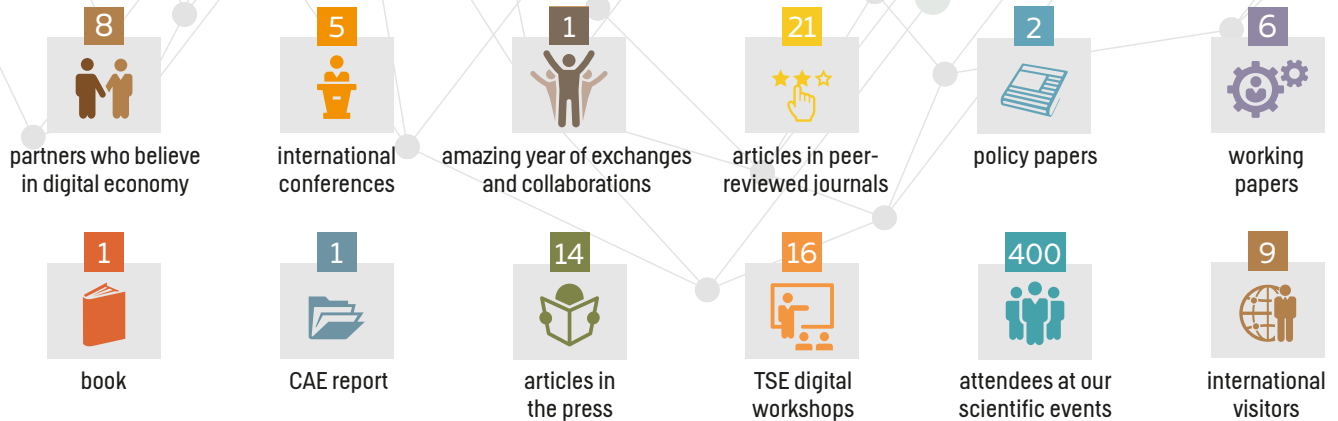 8
partners who believe
in digital economy
5
international
conferences
1
amazing year of exchanges
and collaborations
21
articles in peer-
reviewed journals
2
policy papers
6
working
papers
1
book
1
CAE report
14
articles in
the press
16
TSE digital
workshops
400
attendees at our
scientific events
9
international
visitors